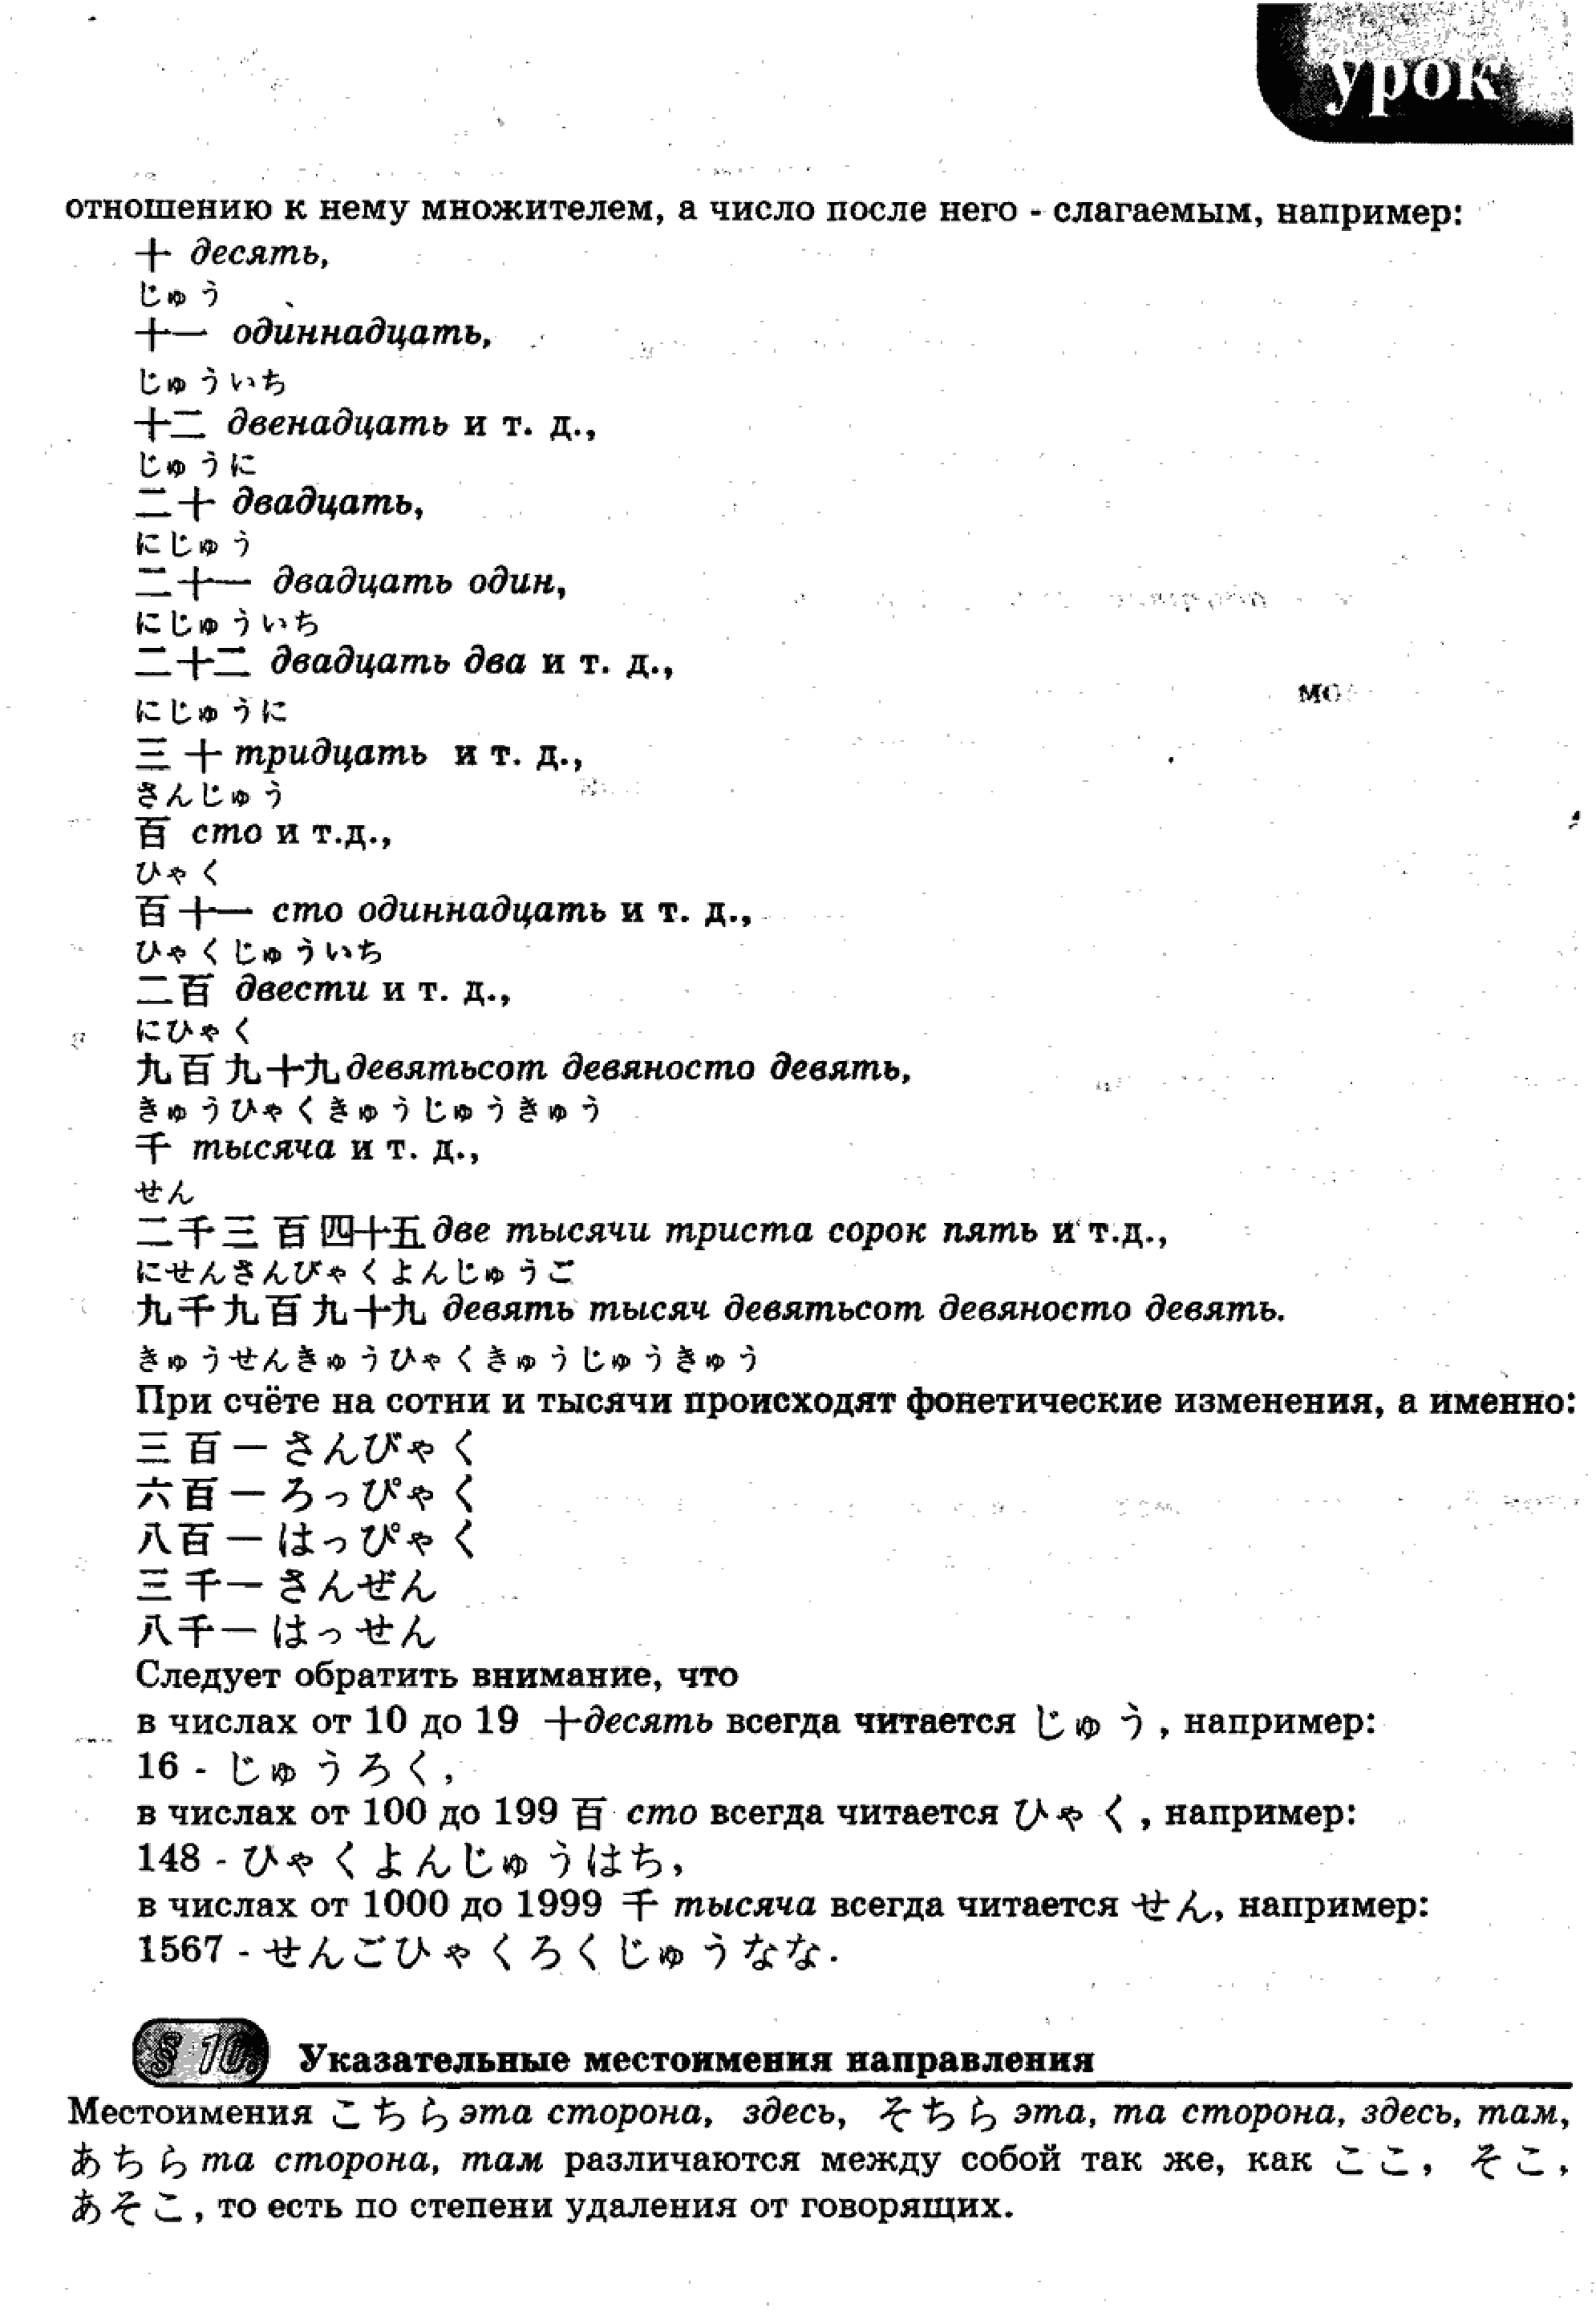 урок
отношению к нему множителем, а число после него - слагаемым, например:
十 десять,
じゅう
十一 одиннадцать,
じゅういち
十二 двенадцать и т. д.,
じゅうに
二十 двадцать,
にじゅう
二十一 двадцать один,
にじゅういち
二十二 двадцать два и т. д.,
にじゅうに
三十 тридцать и т. д.,
さんじゅう
百 сто и т.д.,
ひゃく
百十一 сто одиннадцать и т. д.,
ひゃくじゅういち
二百 двести и т. д.,
にひゃく
九百九十九 девятьсот девяносто девять,
きゅうひゃくきゅうじゅうきゅう
千 тысяча и т. д.,
せん
二千三百四十五 две тысячи триста сорок пять и т.д.,
にせんさんびゃくよんじゅうご
九千九百九十九 девять тысяч девятьсот девяносто девять.
きゅうせんきゅうひゃくきゅうじゅうきゅう
При счёте на сотни и тысячи происходят фонетические изменения, а именно:
三百 — さんびゃく
六百 — ろっぴゃく
八百 — はっぴゃく
三千 — さんぜん
八千 — はっせん
Следует обратить внимание, что
в числах от 10 до 19 十 десять всегда читается じゅう, например:
16 - じゅうろく,
в числах от 100 до 199 百 сто всегда читается ひゃく, например:
148 - ひゃくよんじゅうはち,
в числах от 1000 до 1999 千 тысяча всегда читается せん, например:
1567 - せんごひゃくろくじゅうなな.
§ 10. Указательные местоимения направления
Местоимения こちら эта сторона, здесь, そちら эта, та сторона, здесь, там,
あちら та сторона, там различаются между собой так же, как ここ, そこ,
あそこ, то есть по степени удаления от говорящих.